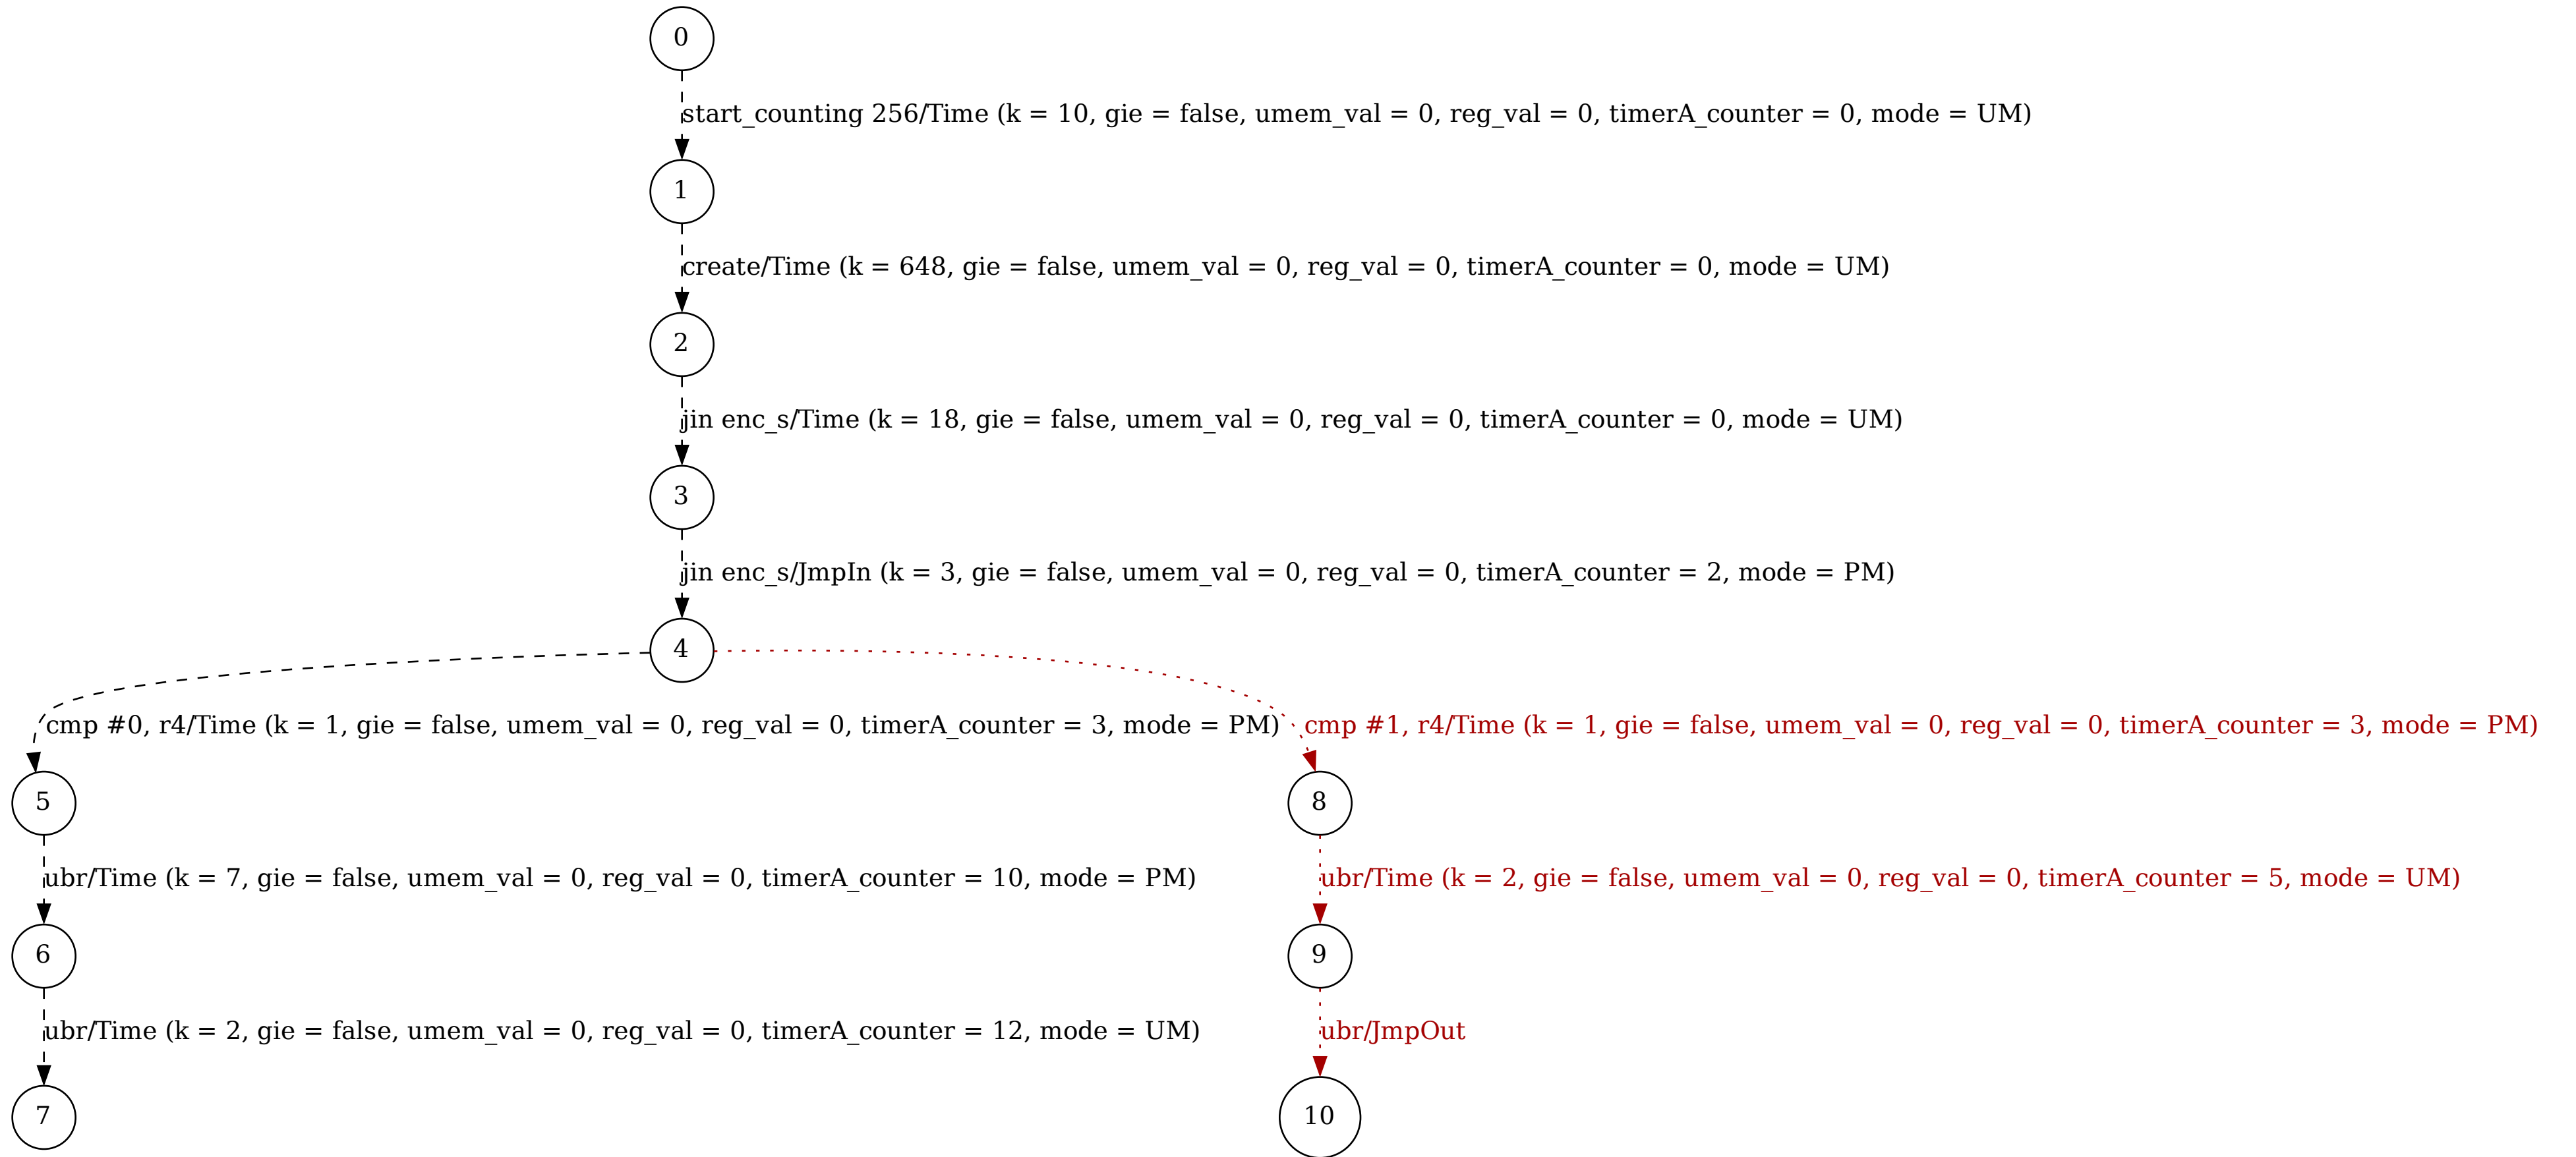 0
start_counting 256/Time (k = 10, gie = false, umem_val = 0, reg_val = 0, timerA_counter = 0, mode = UM)
1
create/Time (k = 648, gie = false, umem_val = 0, reg_val = 0, timerA_counter = 0, mode = UM)
2
jin enc_s/Time (k = 18, gie = false, umem_val = 0, reg_val = 0, timerA_counter = 0, mode = UM)
3
jin enc_s/JmpIn (k = 3, gie = false, umem_val = 0, reg_val = 0, timerA_counter = 2, mode = PM)
4
cmp #0, r4/Time (k = 1, gie = false, umem_val = 0, reg_val = 0, timerA_counter = 3, mode = PM)
cmp #1, r4/Time (k = 1, gie = false, umem_val = 0, reg_val = 0, timerA_counter = 3, mode = PM)
5
8
ubr/Time (k = 7, gie = false, umem_val = 0, reg_val = 0, timerA_counter = 10, mode = PM)
ubr/Time (k = 2, gie = false, umem_val = 0, reg_val = 0, timerA_counter = 5, mode = UM)
6
9
ubr/Time (k = 2, gie = false, umem_val = 0, reg_val = 0, timerA_counter = 12, mode = UM)
ubr/JmpOut
7
10